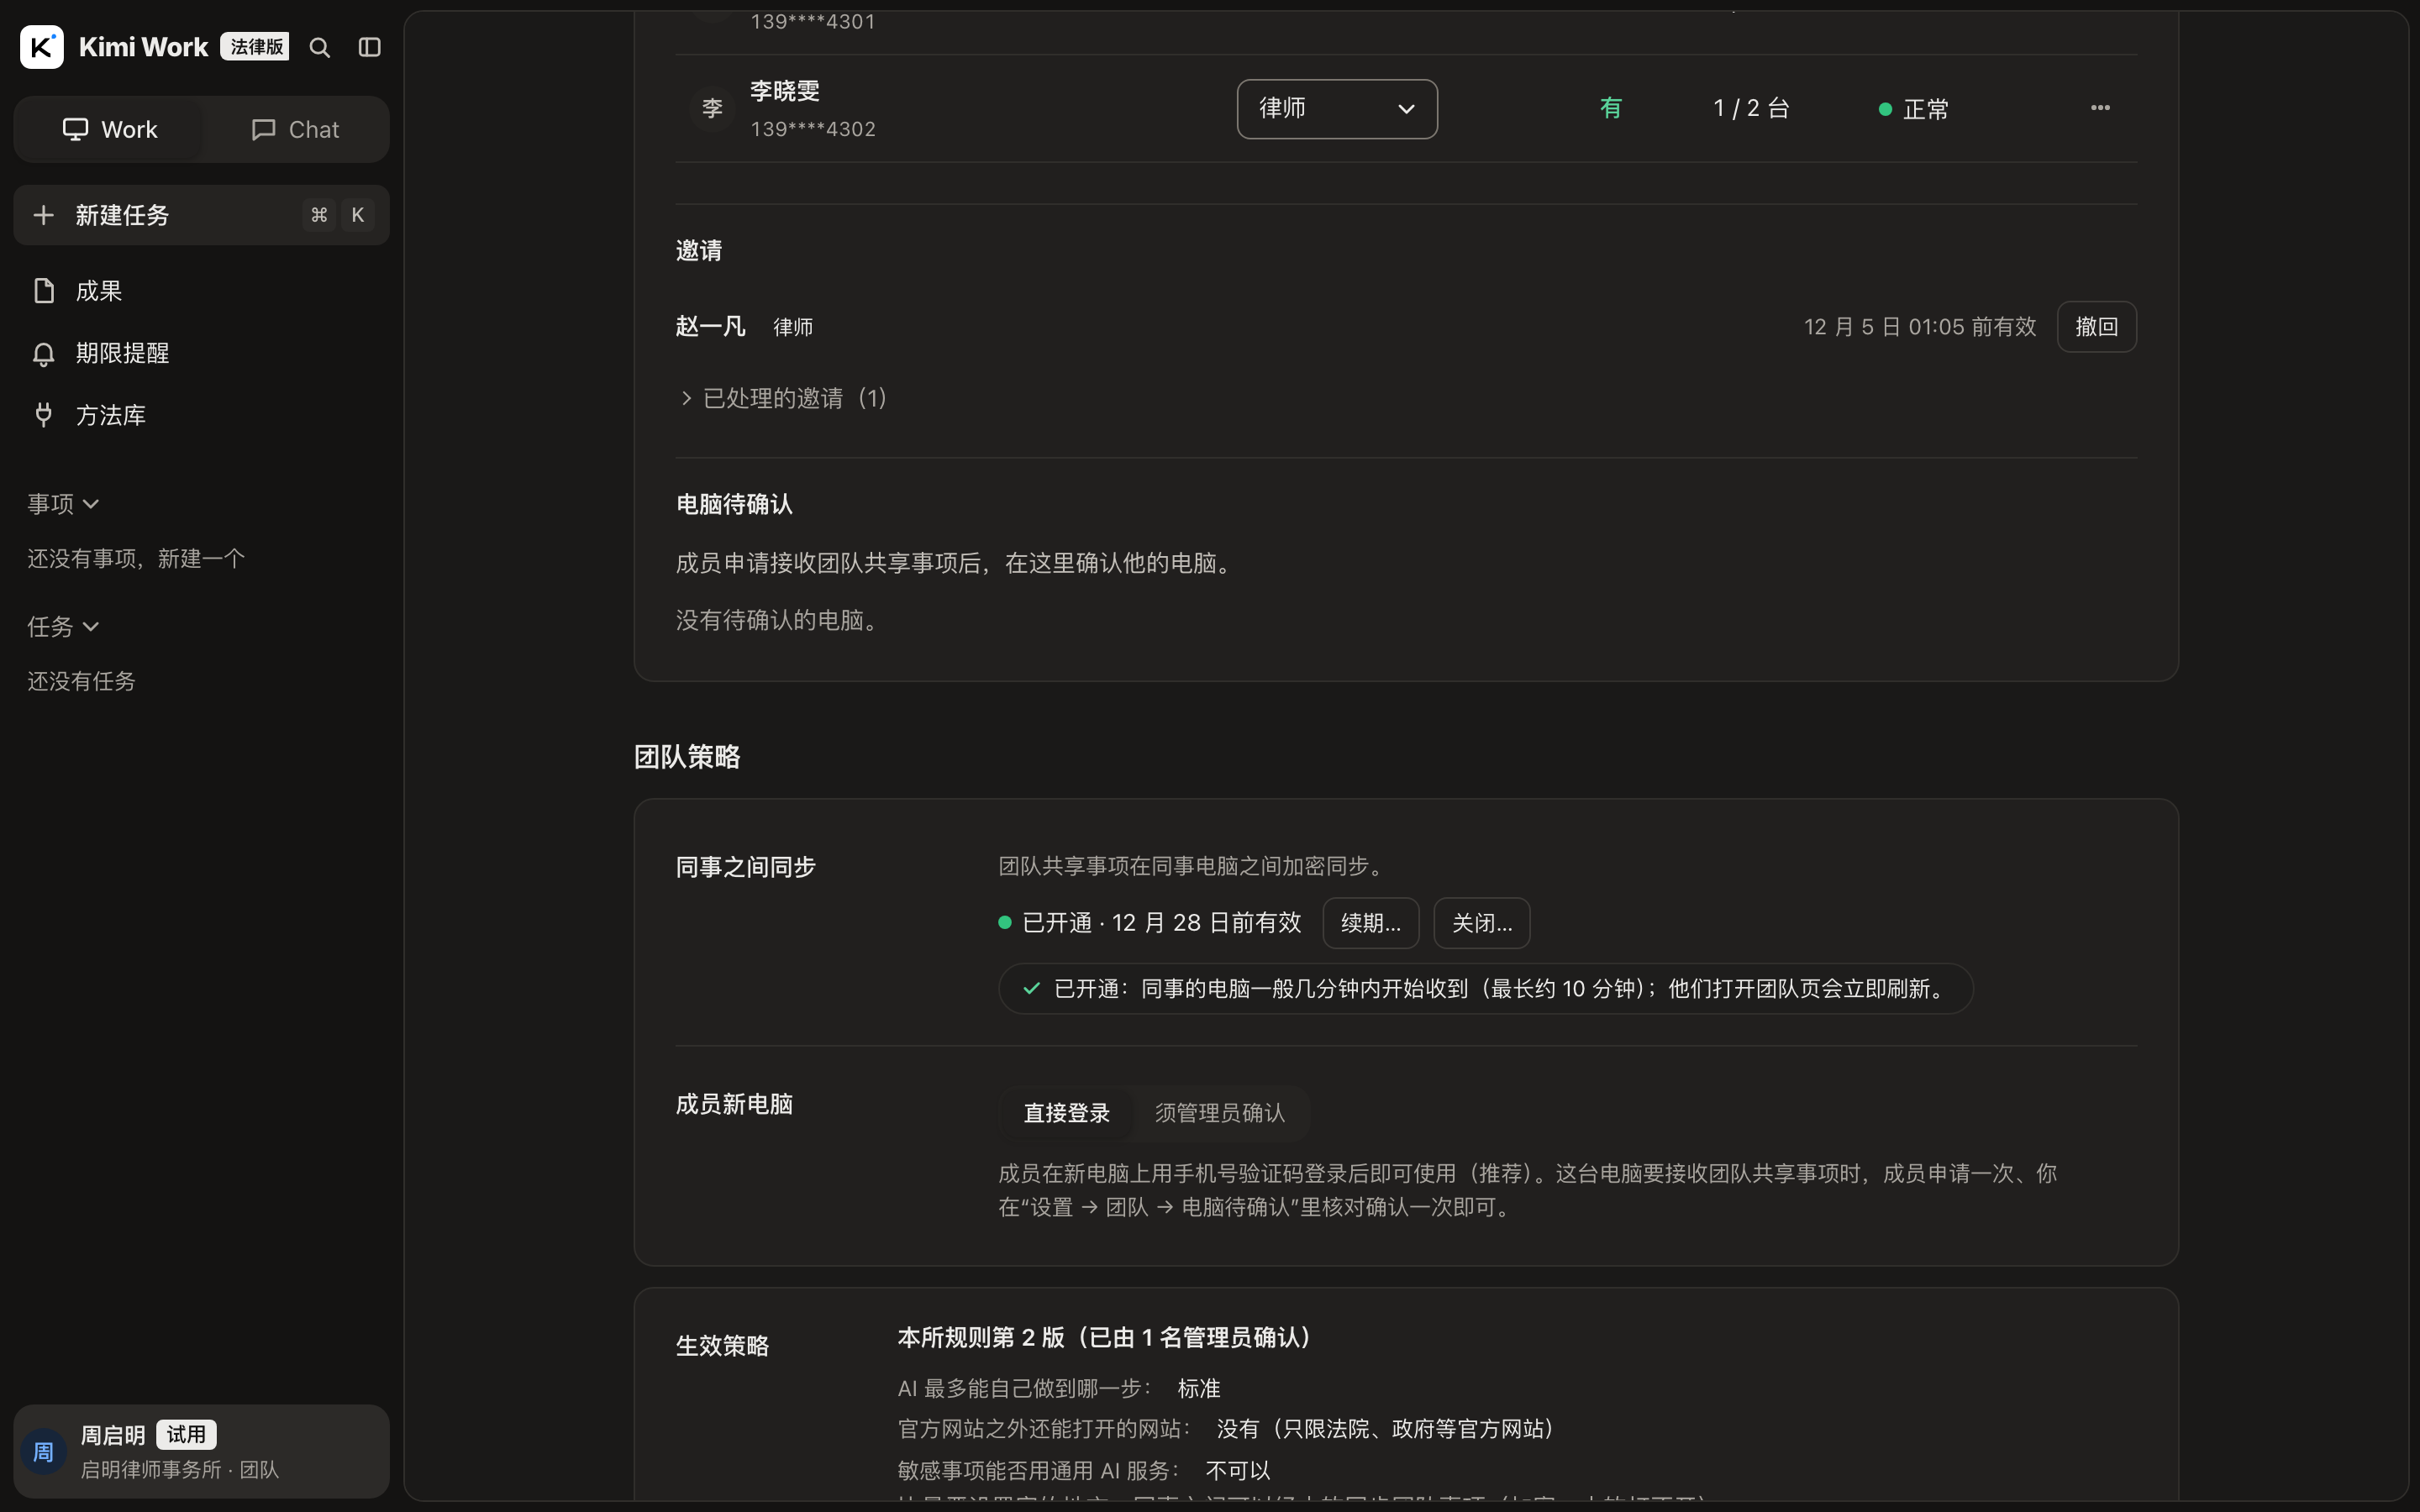 Kimi Work 法律版
Work
Chat
新建任务 ⌘ K
成果
期限提醒
方法库
事项
还没有事项，新建一个
任务
还没有任务
周 周启明 试用
启明律师事务所 · 团队
139****4301
李 李晓雯
139****4302
律师
有
1 / 2 台
正常
邀请
赵一凡 律师
12 月 5 日 01:05 前有效
撤回
已处理的邀请（1）
电脑待确认
成员申请接收团队共享事项后，在这里确认他的电脑。
没有待确认的电脑。
团队策略
同事之间同步
团队共享事项在同事电脑之间加密同步。
已开通 · 12 月 28 日前有效
续期...
关闭...
已开通：同事的电脑一般几分钟内开始收到（最长约 10 分钟）；他们打开团队页会立即刷新。
成员新电脑
直接登录
须管理员确认
成员在新电脑上用手机号验证码登录后即可使用（推荐）。这台电脑要接收团队共享事项时，成员申请一次、你
在“设置 → 团队 → 电脑待确认”里核对确认一次即可。
生效策略
本所规则第 2 版（已由 1 名管理员确认）
AI 最多能自己做到哪一步： 标准
官方网站之外还能打开的网站： 没有（只限法院、政府等官方网站）
敏感事项能否用通用 AI 服务： 不可以